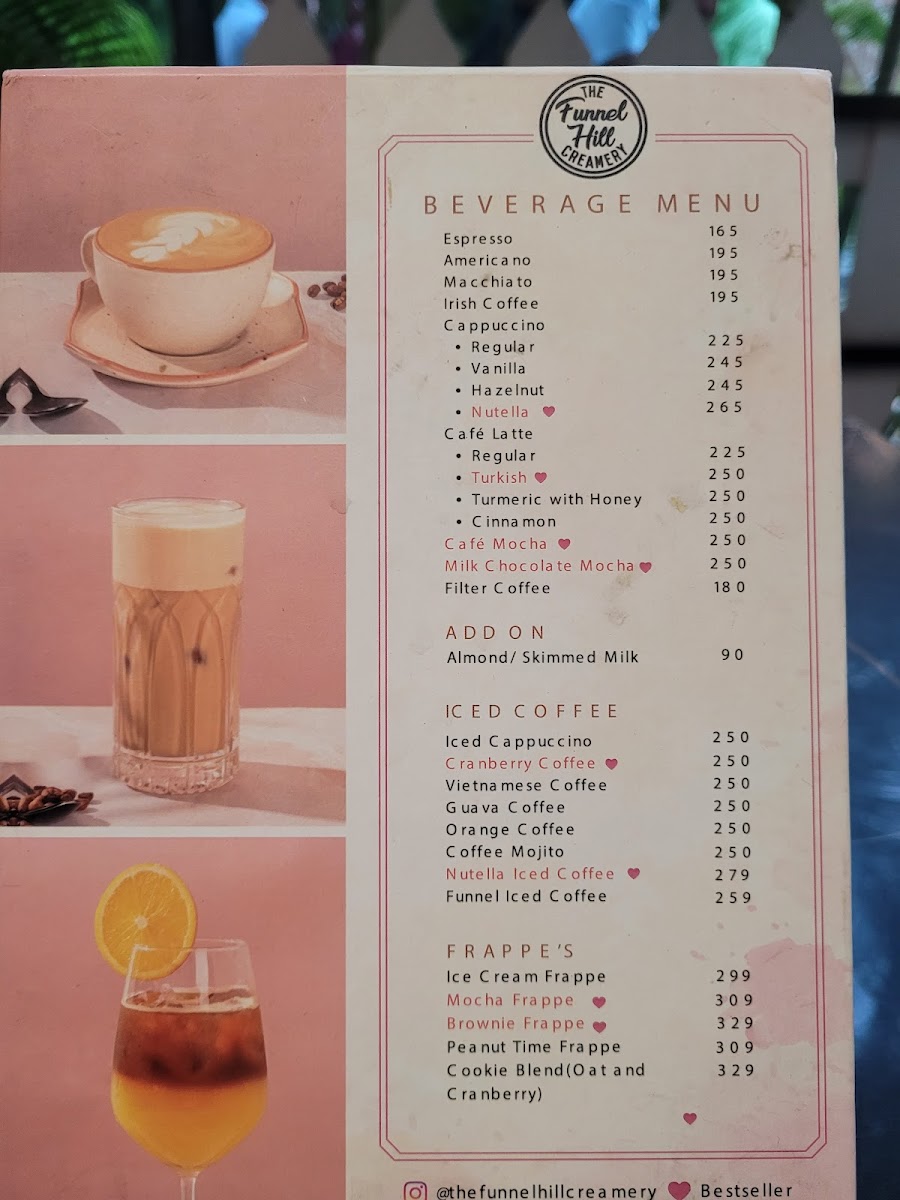 THE
Funnel
Hill
CREAMERY
BEVERAGE MENU
Espresso 165
Americano 195
Macchiato 195
Irish Coffee 195
Cappuccino
• Regular 225
• Vanilla 245
• Hazelnut 245
• Nutella 265
Café Latte
• Regular 225
• Turkish 250
• Turmeric with Honey 250
• Cinnamon 250
Café Mocha 250
Milk Chocolate Mocha 250
Filter Coffee 180
ADD ON
Almond/ Skimmed Milk 90
ICED COFFEE
Iced Cappuccino 250
Cranberry Coffee 250
Vietnamese Coffee 250
Guava Coffee 250
Orange Coffee 250
Coffee Mojito 250
Nutella Iced Coffee 279
Funnel Iced Coffee 259
FRAPPE'S
Ice Cream Frappe 299
Mocha Frappe 309
Brownie Frappe 329
Peanut Time Frappe 309
Cookie Blend(Oat and 329
Cranberry)
@thefunnelhillcreamery Bestseller